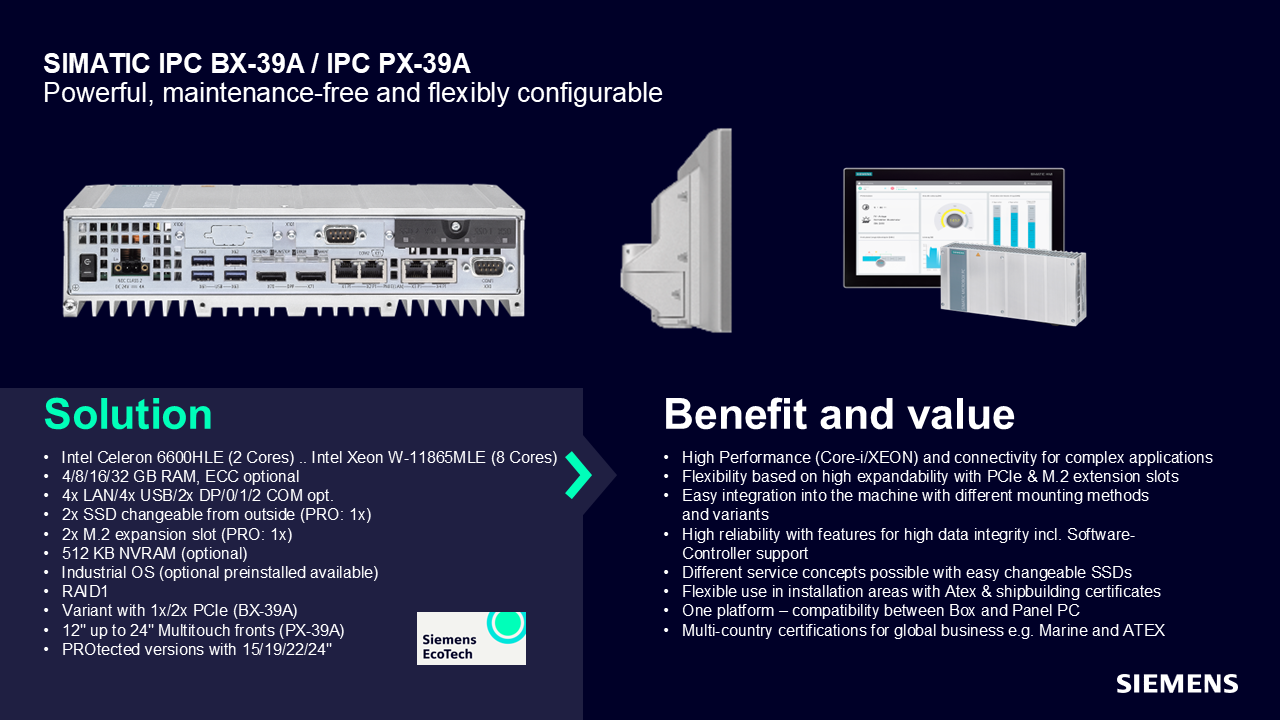 SIMATIC IPC BX-39A / IPC PX-39A
Powerful, maintenance-free and flexibly configurable
Solution
• Intel Celeron 6600HLE (2 Cores) .. Intel Xeon W-11865MLE (8 Cores)
• 4/8/16/32 GB RAM, ECC optional
• 4x LAN/4x USB/2x DP/0/1/2 COM opt.
• 2x SSD changeable from outside (PRO: 1x)
• 2x M.2 expansion slot (PRO: 1x)
• 512 KB NVRAM (optional)
• Industrial OS (optional preinstalled available)
• RAID1
• Variant with 1x/2x PCIe (BX-39A)
• 12" up to 24" Multitouch fronts (PX-39A)
• PROtected versions with 15/19/22/24"
Siemens
EcoTech
Benefit and value
• High Performance (Core-i/XEON) and connectivity for complex applications
• Flexibility based on high expandability with PCIe & M.2 extension slots
• Easy integration into the machine with different mounting methods
and variants
• High reliability with features for high data integrity incl. Software-
Controller support
• Different service concepts possible with easy changeable SSDs
• Flexible use in installation areas with Atex & shipbuilding certificates
• One platform – compatibility between Box and Panel PC
• Multi-country certifications for global business e.g. Marine and ATEX
SIEMENS